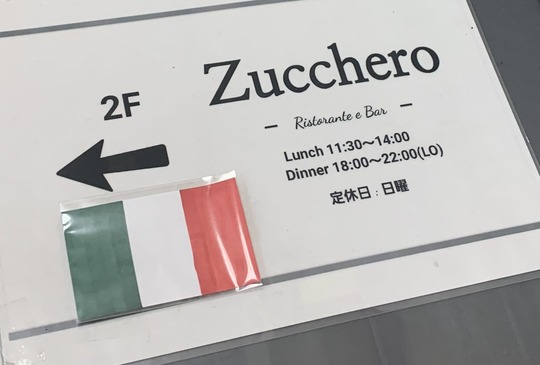 2F
Zucchero
Ristorante e Bar
Lunch 11:30〜14:00
Dinner 18:00〜22:00(LO)
定休日:日曜